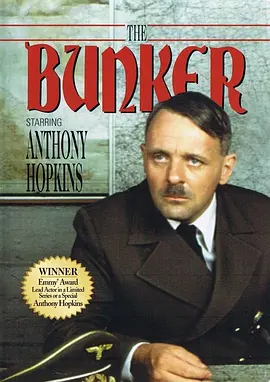 THE
BUNKER
STARRING
ANTHONY
HOPKINS
WINNER
Emmy® Award
Lead Actor in a Limited
Series or a Special
Anthony Hopkins